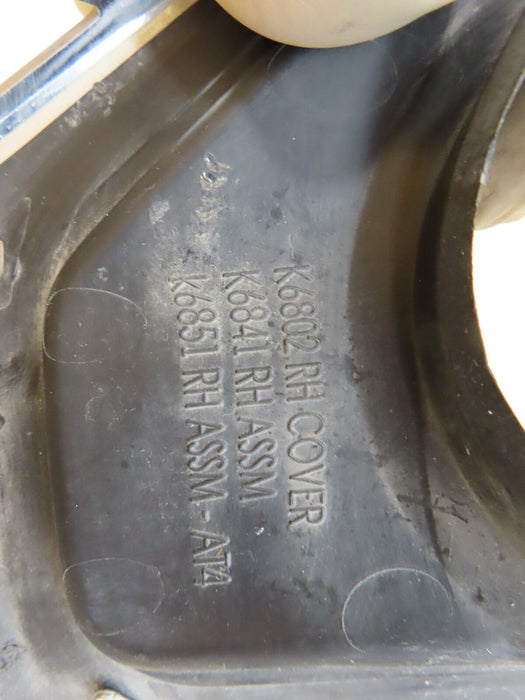 K6802 RH COVER
K6841 RH ASSM
K6851 RH ASSM - AT4